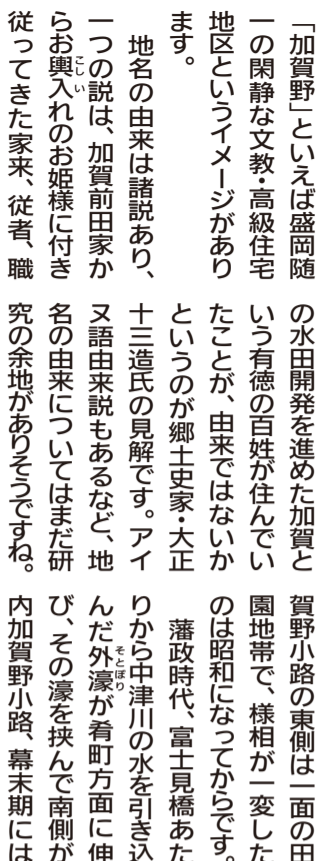 「加賀野」といえば盛岡随
一の閑静な文教・高級住宅
地区というイメージがあり
ます。
地名の由来は諸説あり、
一つの説は、加賀前田家か
らお輿入れのお姫様に付き
従ってきた家来、従者、職
の水田開発を進めた加賀と
いう有徳の百姓が住んでい
たことが、由来ではないか
というのが郷土史家・大正
十三造氏の見解です。アイ
ヌ語由来説もあるなど、地
名の由来についてはまだ研
究の余地がありそうですね。
賀野小路の東側は一面の田
園地帯で、様相が一変した
のは昭和になってからです。
藩政時代、富士見橋あた
りから中津川の水を引き込
んだ外濠が肴町方面に伸
び、その濠を挟んで南側が
内加賀野小路、幕末期には